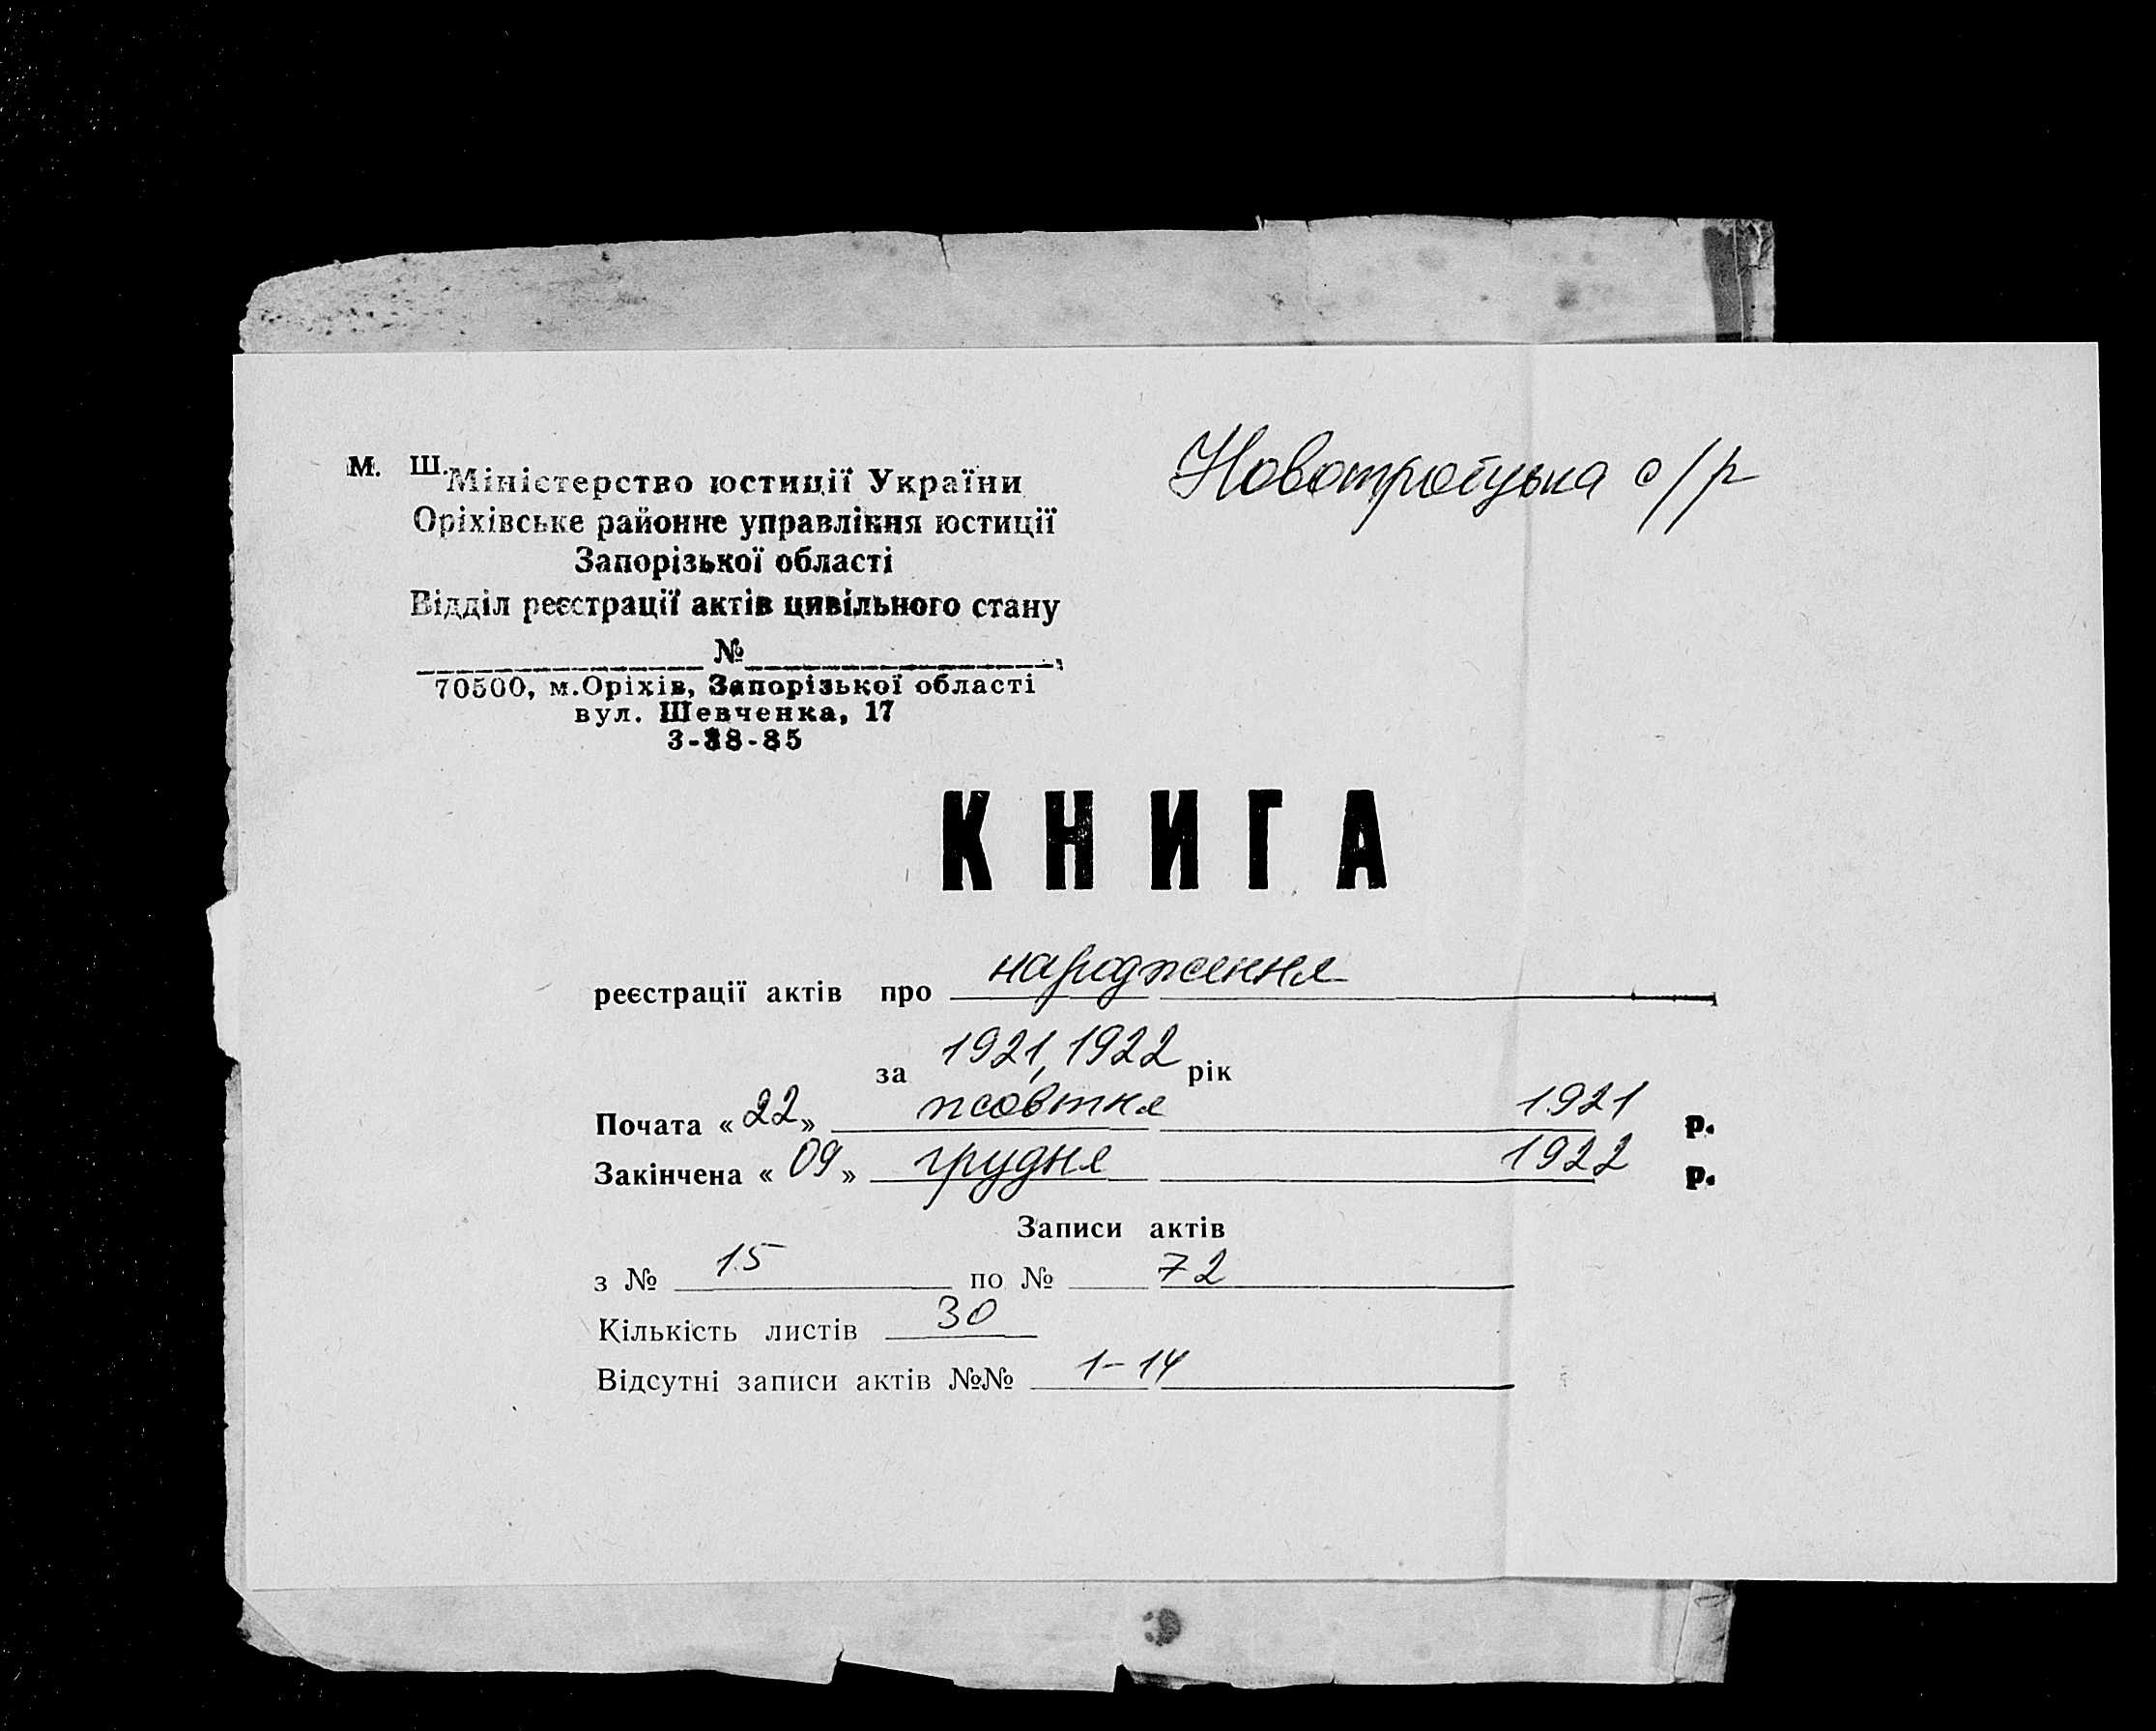 Новотроїцька с/р
М. Ш.
Міністерство юстиції України
Оріхівське районне управління юстиції
Запорізької області
Відділ реєстрації актів цивільного стану
№
70500, м.Оріхів, Запорізької області
вул. Шевченка, 17
3-38-85
КНИГА
реєстрації актів про народження
за 1921, 1922 рік
Почата «22» жовтня 1921 р.
Закінчена «09» грудня 1922 р.
Записи актів
з № 15 по № 72
Кількість листів 30
Відсутні записи актів №№ 1-14